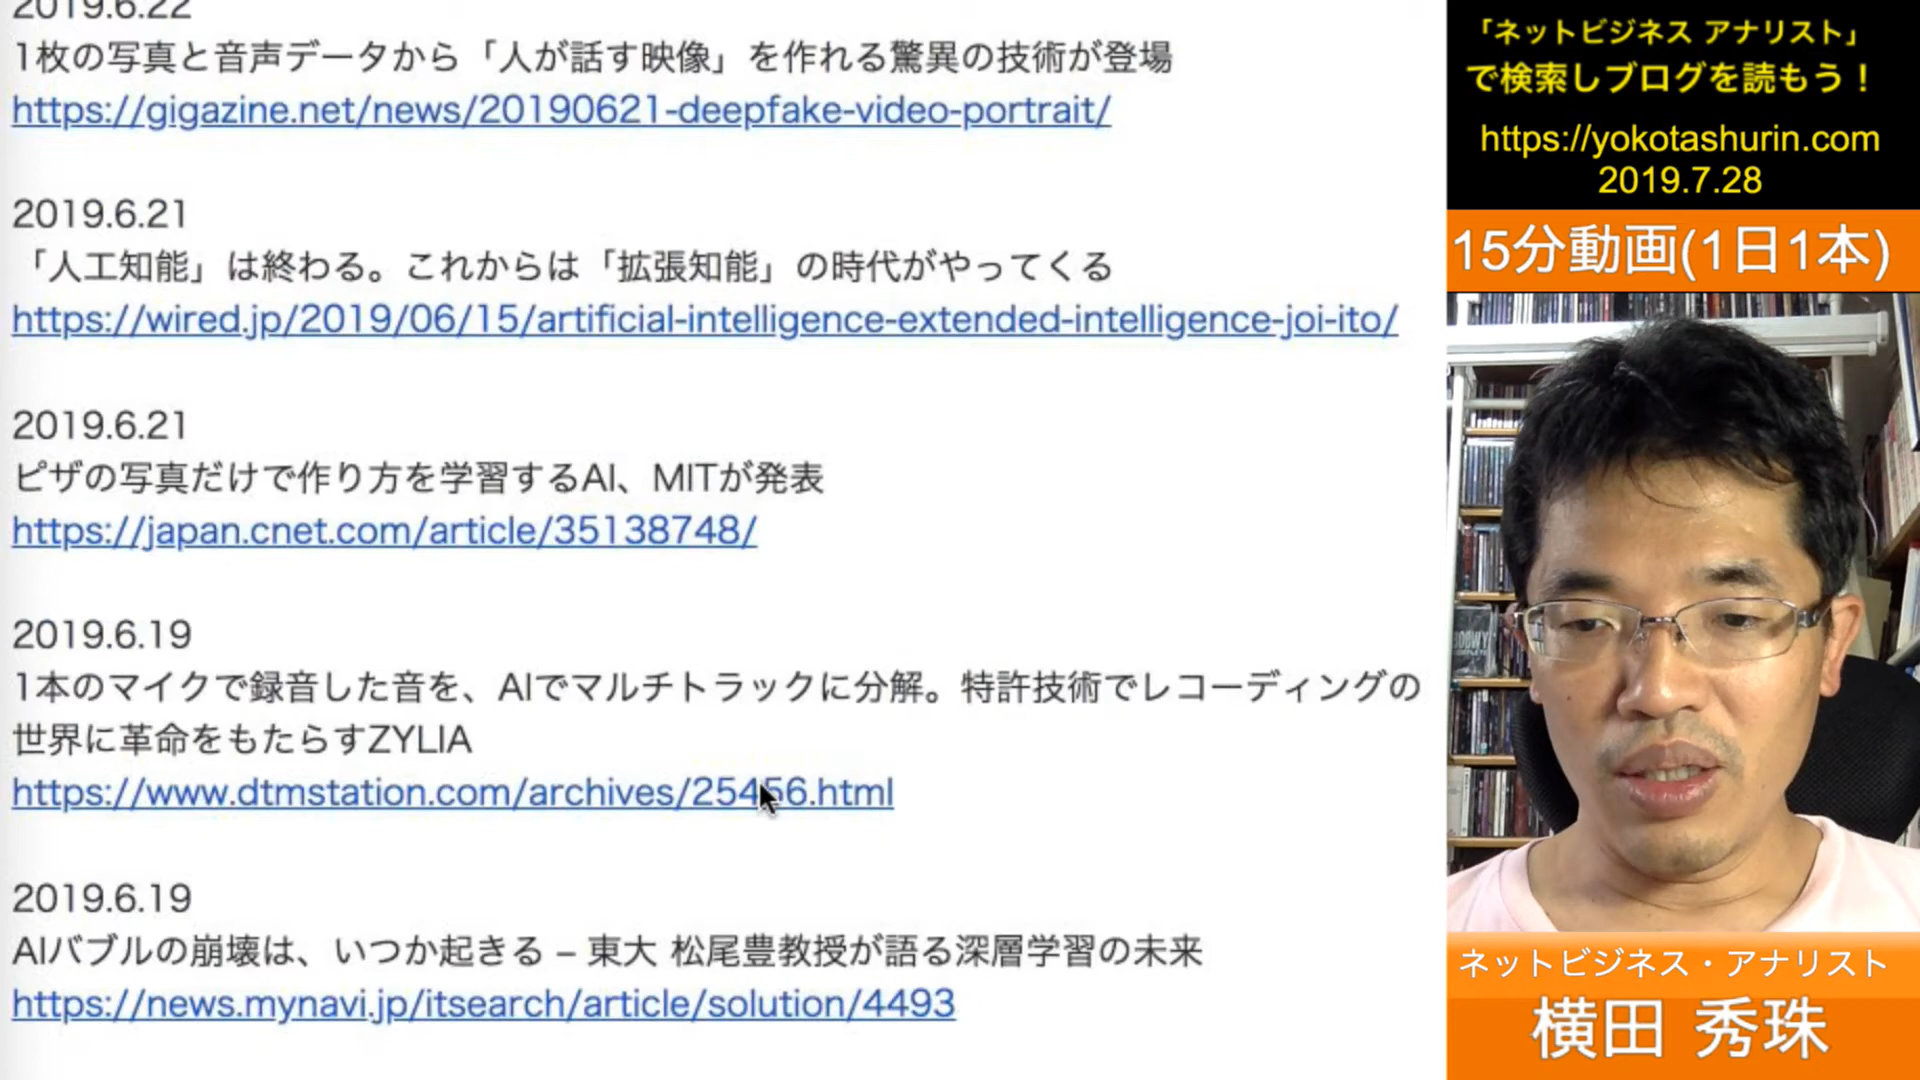 2019.6.22
1枚の写真と音声データから「人が話す映像」を作れる驚異の技術が登場
https://gigazine.net/news/20190621-deepfake-video-portrait/
2019.6.21
「人工知能」は終わる。これからは「拡張知能」の時代がやってくる
https://wired.jp/2019/06/15/artificial-intelligence-extended-intelligence-joi-ito/
2019.6.21
ピザの写真だけで作り方を学習するAI、MITが発表
https://japan.cnet.com/article/35138748/
2019.6.19
1本のマイクで録音した音を、AIでマルチトラックに分解。特許技術でレコーディングの
世界に革命をもたらすZYLIA
https://www.dtmstation.com/archives/25456.html
2019.6.19
AIバブルの崩壊は、いつか起きる – 東大 松尾豊教授が語る深層学習の未来
https://news.mynavi.jp/itsearch/article/solution/4493
「ネットビジネス アナリスト」
で検索しブログを読もう！
https://yokotashurin.com
2019.7.28
15分動画(1日1本)
BOØWY
ネットビジネス・アナリスト
横田 秀珠